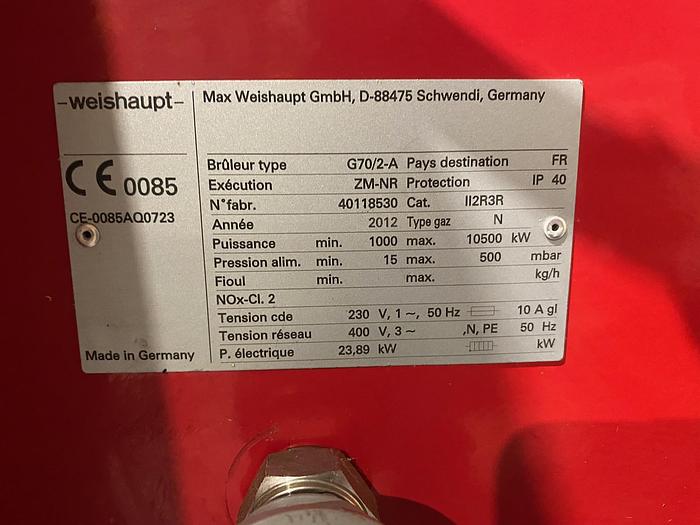 -weishaupt-
Max Weishaupt GmbH, D-88475 Schwendi, Germany
CE 0085
CE-0085AQ0723
Made in Germany
Brûleur type G70/2-A Pays destination FR
Exécution ZM-NR Protection IP 40
N°fabr. 40118530 Cat. II2R3R
Année 2012 Type gaz N
Puissance min. 1000 max. 10500 kW
Pression alim. min. 15 max. 500 mbar
Fioul min. max. kg/h
NOx-Cl. 2
Tension cde 230 V, 1 ~, 50 Hz 10 A gl
Tension réseau 400 V, 3 ~ ,N, PE 50 Hz
P. électrique 23,89 kW kW